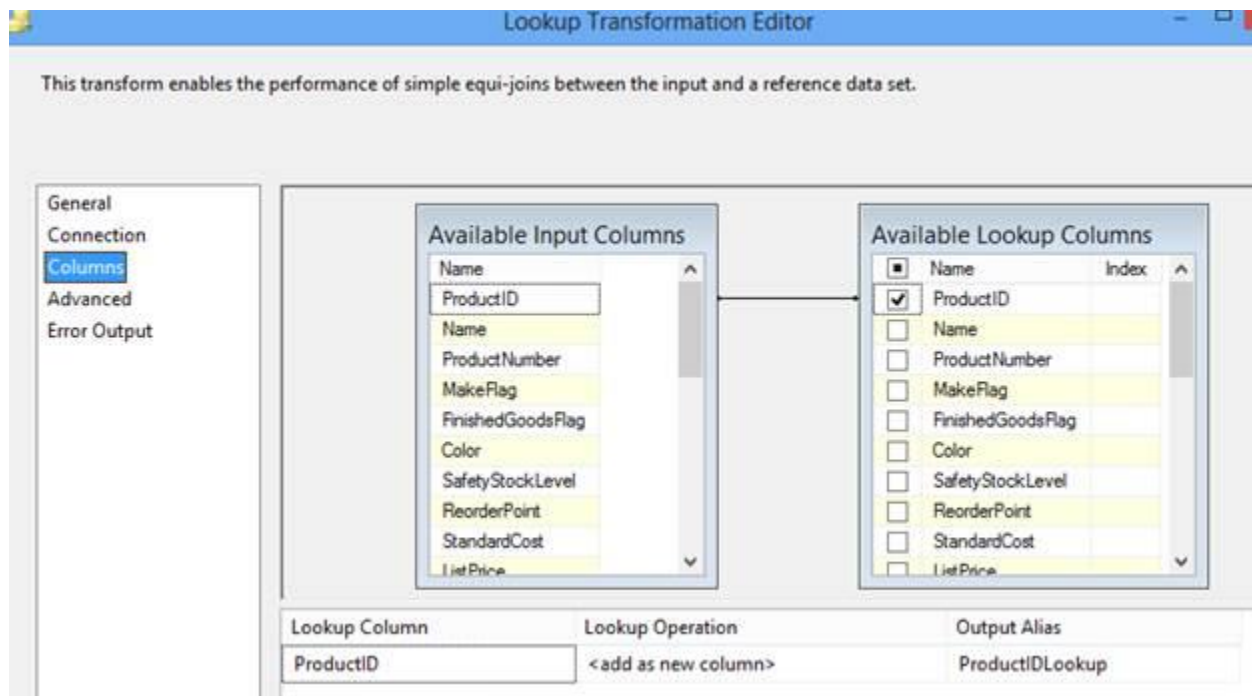 Lookup Transformation Editor
This transform enables the performance of simple equi-joins between the input and a reference data set.
General
Connection
Columns
Advanced
Error Output
Available Input Columns
Name
ProductID
Name
ProductNumber
MakeFlag
FinishedGoodsFlag
Color
SafetyStockLevel
ReorderPoint
StandardCost
ListPrice
Available Lookup Columns
Name Index
ProductID
Name
ProductNumber
MakeFlag
FinishedGoodsFlag
Color
SafetyStockLevel
ReorderPoint
StandardCost
ListPrice
Lookup Column Lookup Operation Output Alias
ProductID <add as new column> ProductIDLookup